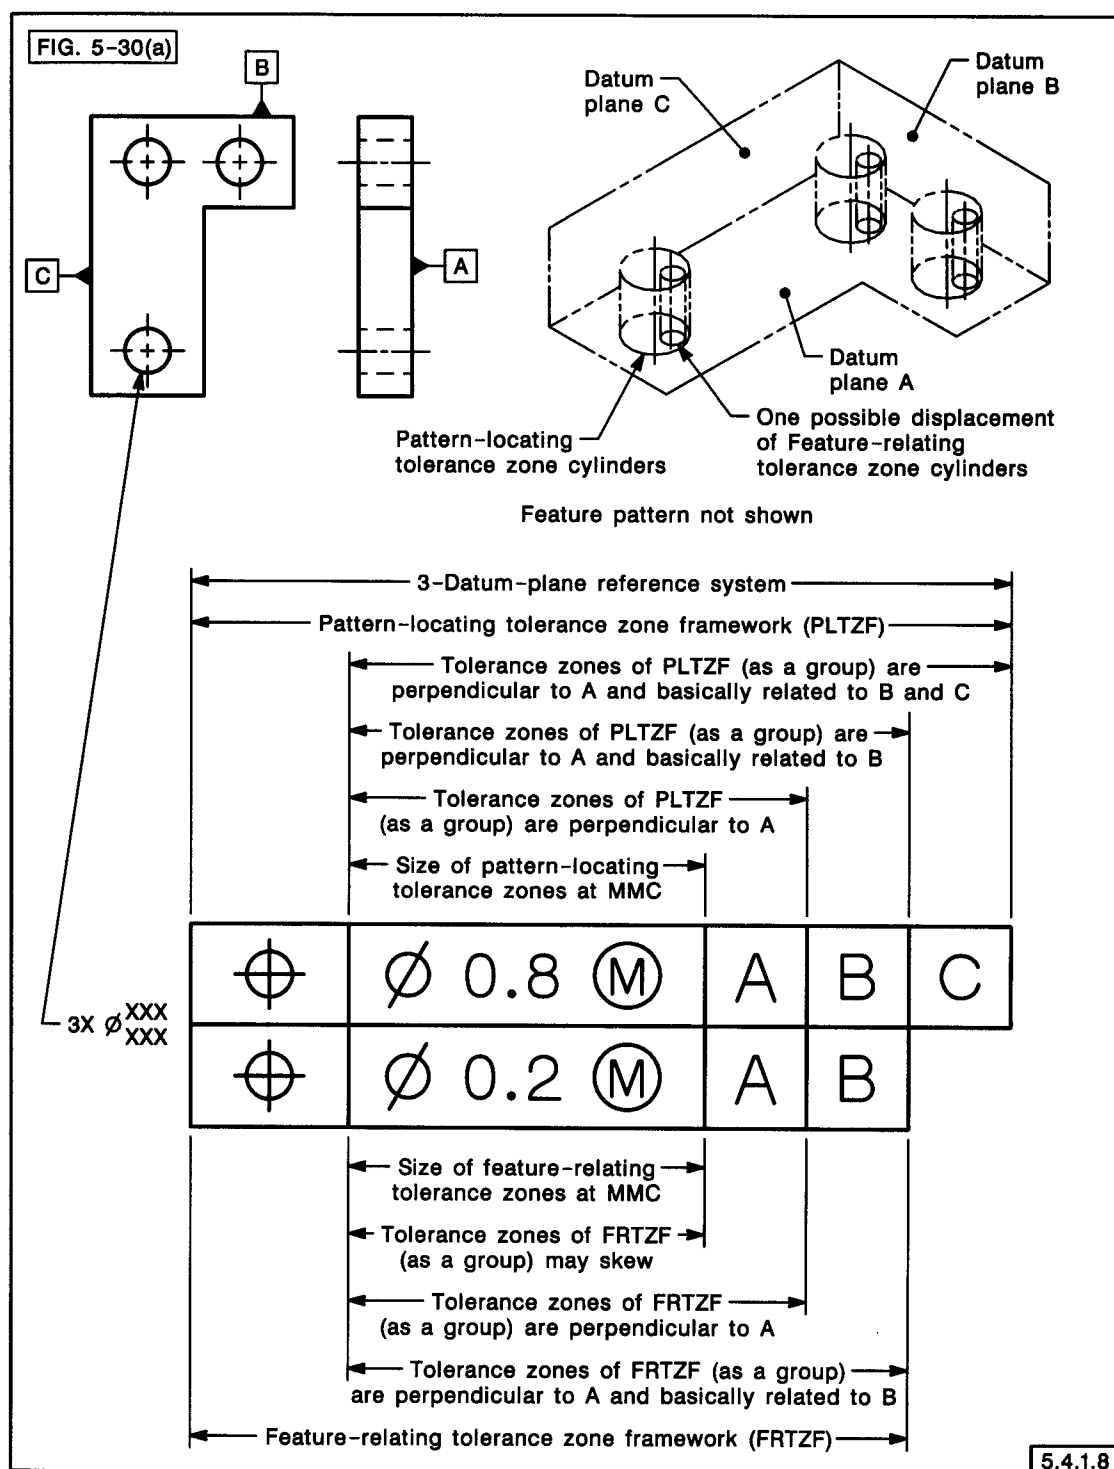 FIG. 5-30(a)
B
C
A
Datum
plane C
Datum
plane B
Datum
plane A
Pattern-locating
tolerance zone cylinders
One possible displacement
of Feature-relating
tolerance zone cylinders
Feature pattern not shown
3-Datum-plane reference system
Pattern-locating tolerance zone framework (PLTZF)
Tolerance zones of PLTZF (as a group) are
perpendicular to A and basically related to B and C
Tolerance zones of PLTZF (as a group) are
perpendicular to A and basically related to B
Tolerance zones of PLTZF
(as a group) are perpendicular to A
Size of pattern-locating
tolerance zones at MMC
⌖ ⌀ 0.8 Ⓜ A B C
3X ⌀ XXX
XXX
⌖ ⌀ 0.2 Ⓜ A B
Size of feature-relating
tolerance zones at MMC
Tolerance zones of FRTZF
(as a group) may skew
Tolerance zones of FRTZF
(as a group) are perpendicular to A
Tolerance zones of FRTZF (as a group)
are perpendicular to A and basically related to B
Feature-relating tolerance zone framework (FRTZF)
5.4.1.8